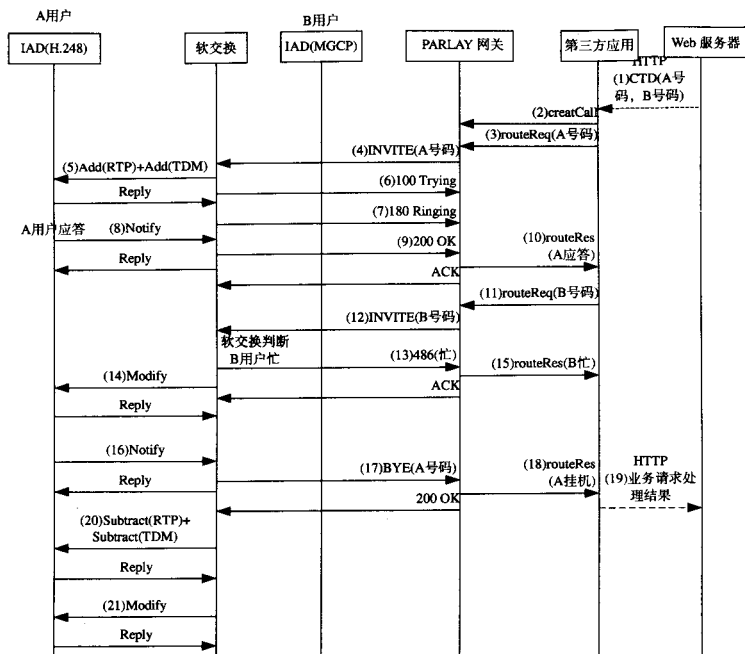 A用户
B用户
IAD(H.248)
软交换
IAD(MGCP)
PARLAY 网关
第三方应用
Web 服务器
HTTP
(1)CTD(A号
码，B号码)
(2)creatCall
(3)routeReq(A号码)
(4)INVITE(A号码)
(5)Add(RTP)+Add(TDM)
(6)100 Trying
Reply
(7)180 Ringing
A用户应答
(8)Notify
(9)200 OK
(10)routeRes
(A应答)
Reply
ACK
(11)routeReq(B号码)
(12)INVITE(B号码)
软交换判断
B用户忙
(13)486(忙)
(14)Modify
(15)routeRes(B忙)
ACK
Reply
(16)Notify
(17)BYE(A号码)
(18)routeRes
(A挂机)
HTTP
(19)业务请求处
理结果
Reply
200 OK
(20)Subtract(RTP)+
Subtract(TDM)
Reply
(21)Modify
Reply